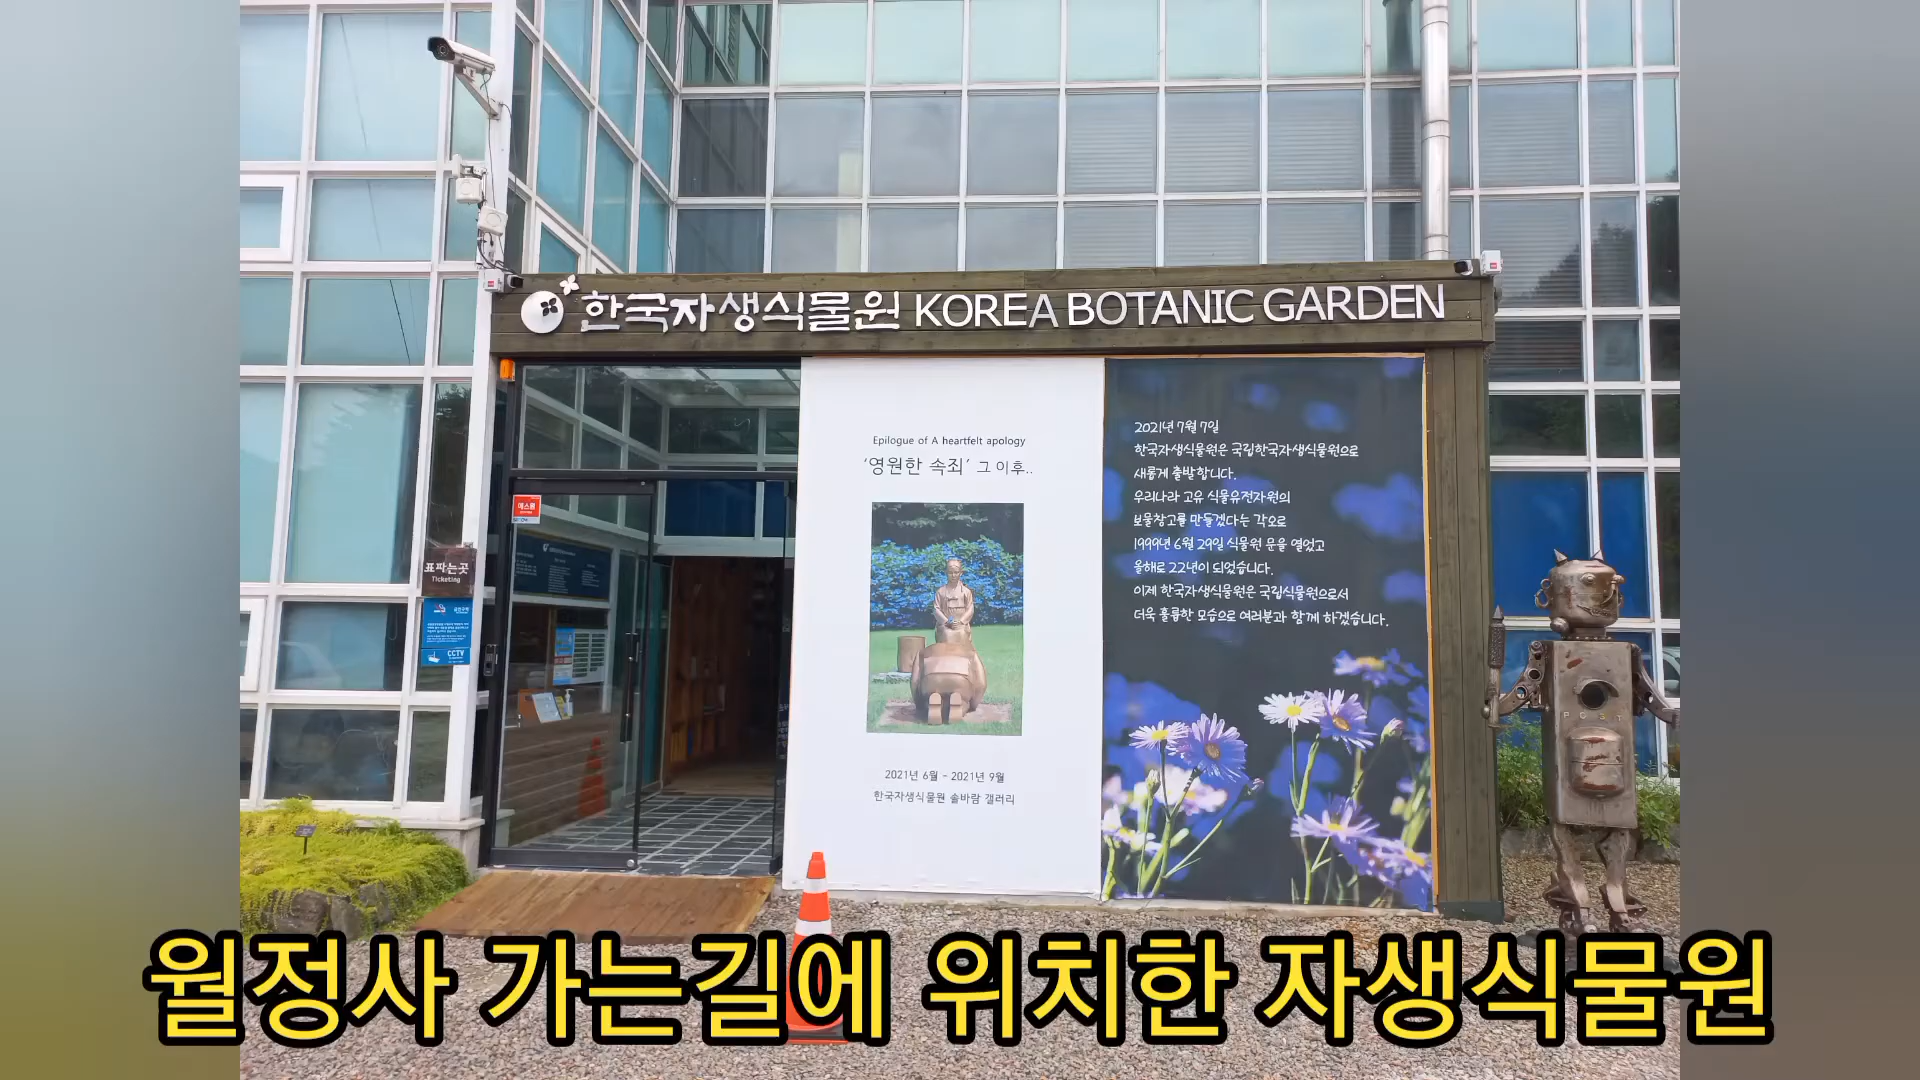 한국자생식물원 KOREA BOTANIC GARDEN
Epilogue of A heartfelt apology
'영원한 속죄' 그 이후..
2021년 6월 - 2021년 9월
한국자생식물원 솔바람 갤러리
2021년 7월 7일
한국자생식물원은 국립한국자생식물원으로
새롭게 출발합니다.
우리나라 고유 식물유전자원의
보물창고를 만들겠다는 각오로
1999년 6월 29일 식물원 문을 열었고
올해로 22년이 되었습니다.
이제 한국자생식물원은 국립식물원으로서
더욱 훌륭한 모습으로 여러분과 함께 하겠습니다.
에스원
표파는곳
Ticketing
CCTV
POST
월정사 가는길에 위치한 자생식물원